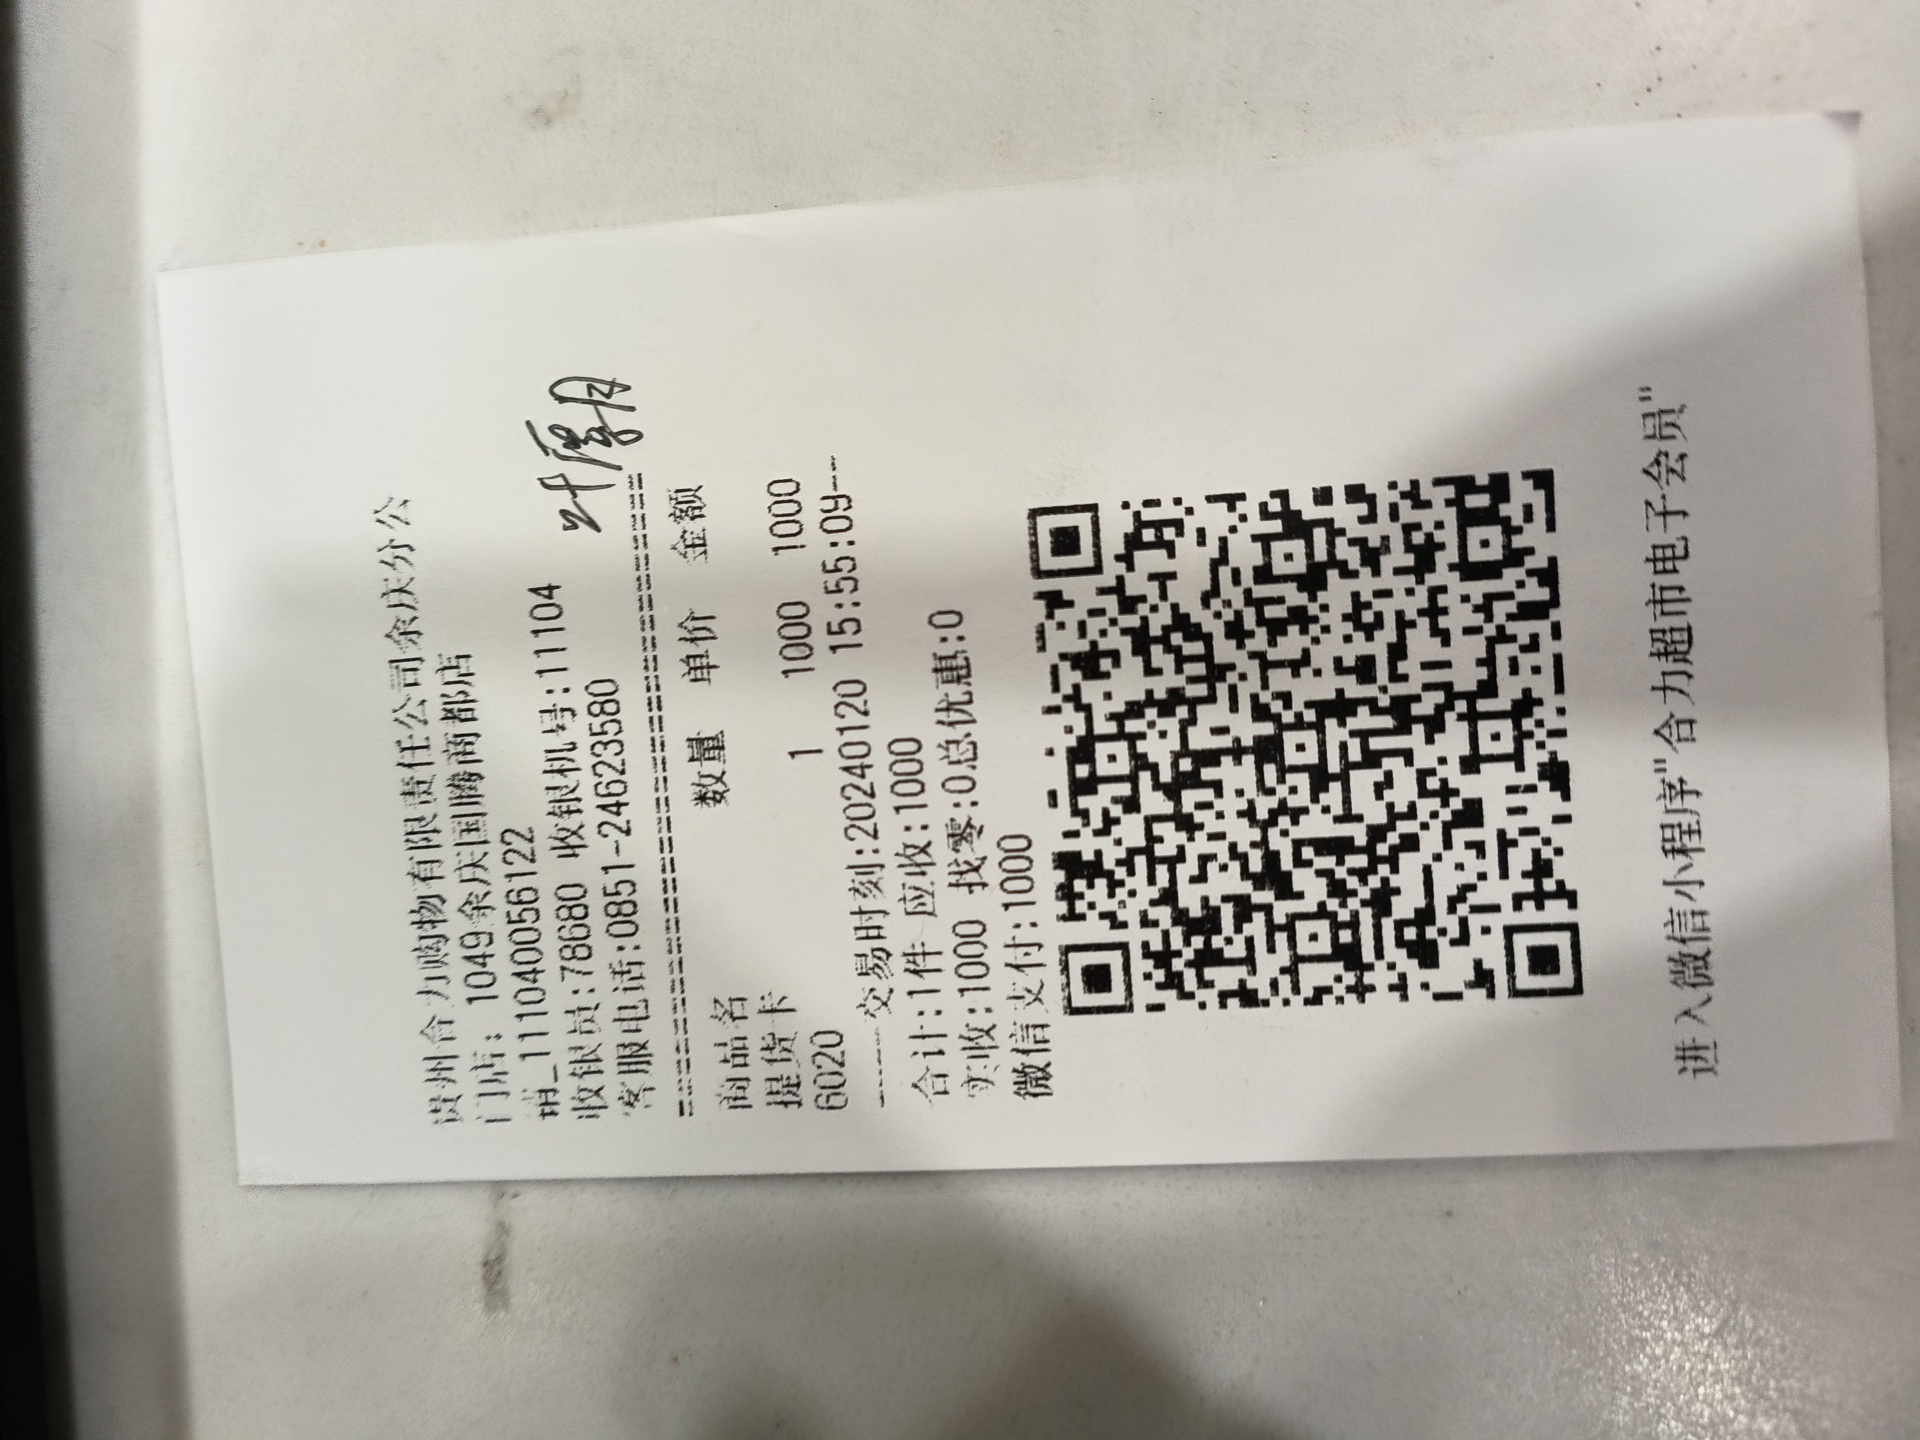 贵州合力购物有限责任公司余庆分公
门店: 1049余庆国腾商都店
销_111040056122
收银员:78680 收银机号:11104
客服电话:0851-24623580
商品名 数量 单价 金额
提货卡 1 1000 1000
6020
------交易时刻:20240120 15:55:09--
合计:1件 应收:1000
实收:1000 找零:0总优惠:0
微信支付:1000
进入微信小程序"合力超市电子会员"